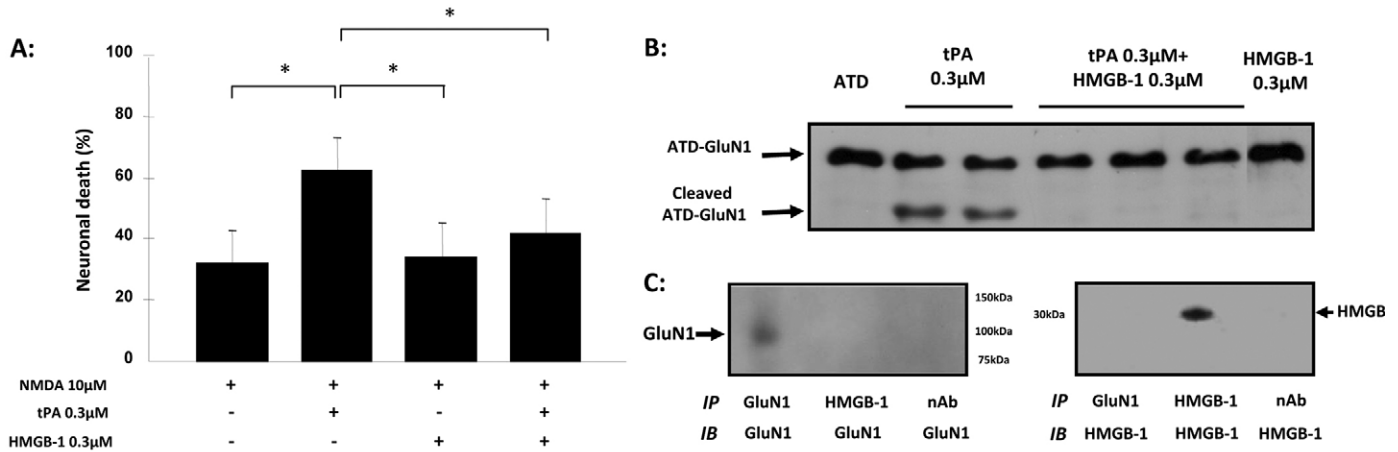 A:
Neuronal death (%)
100
80
60
40
20
0
*
*
*
NMDA 10µM + + + +
tPA 0.3µM - + - +
HMGB-1 0.3µM - - + +
B:
ATD
tPA
0.3µM
tPA 0.3µM+
HMGB-1 0.3µM
HMGB-1
0.3µM
ATD-GluN1
Cleaved
ATD-GluN1
C:
GluN1
150kDa
100kDa
75kDa
IP GluN1 HMGB-1 nAb
IB GluN1 GluN1 GluN1
30kDa
HMGB
IP GluN1 HMGB-1 nAb
IB HMGB-1 HMGB-1 HMGB-1